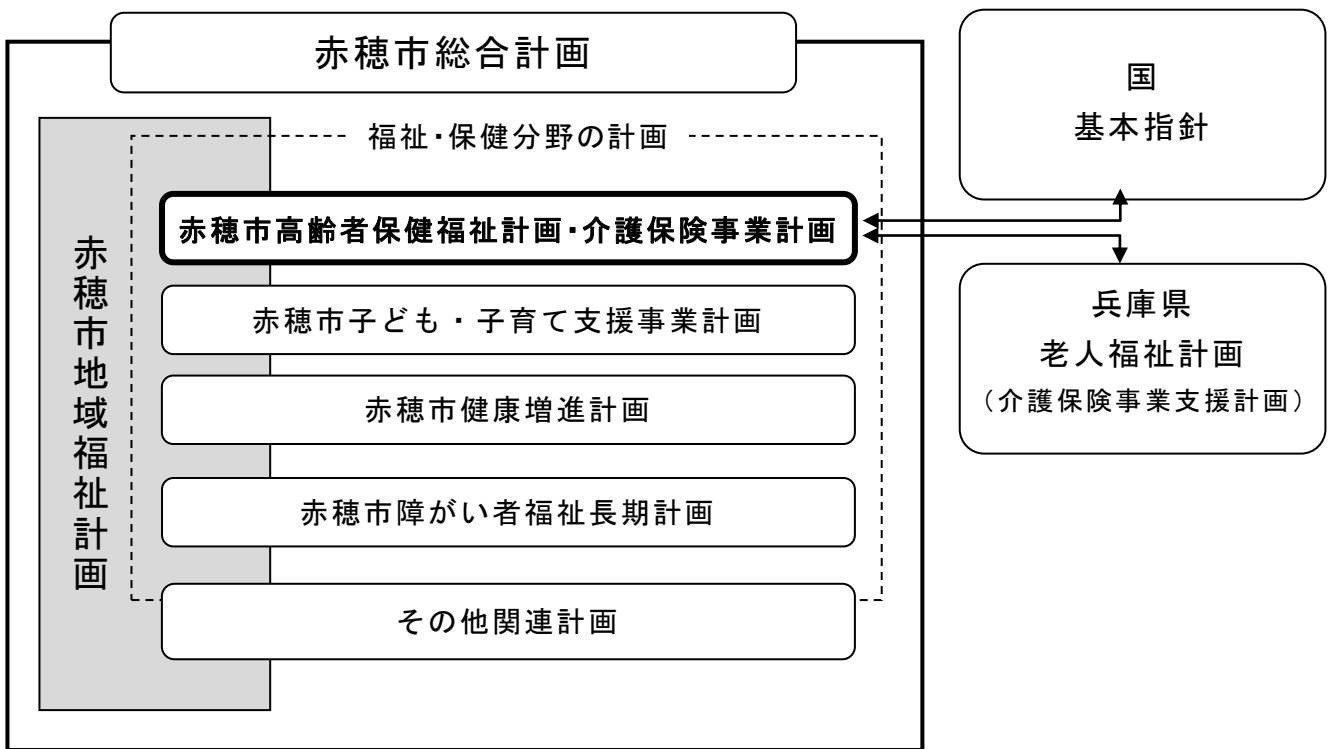 赤穂市総合計画
福祉・保健分野の計画
赤穂市地域福祉計画
赤穂市高齢者保健福祉計画・介護保険事業計画
赤穂市子ども・子育て支援事業計画
赤穂市健康増進計画
赤穂市障がい者福祉長期計画
その他関連計画
国
基本指針
兵庫県
老人福祉計画
（介護保険事業支援計画）